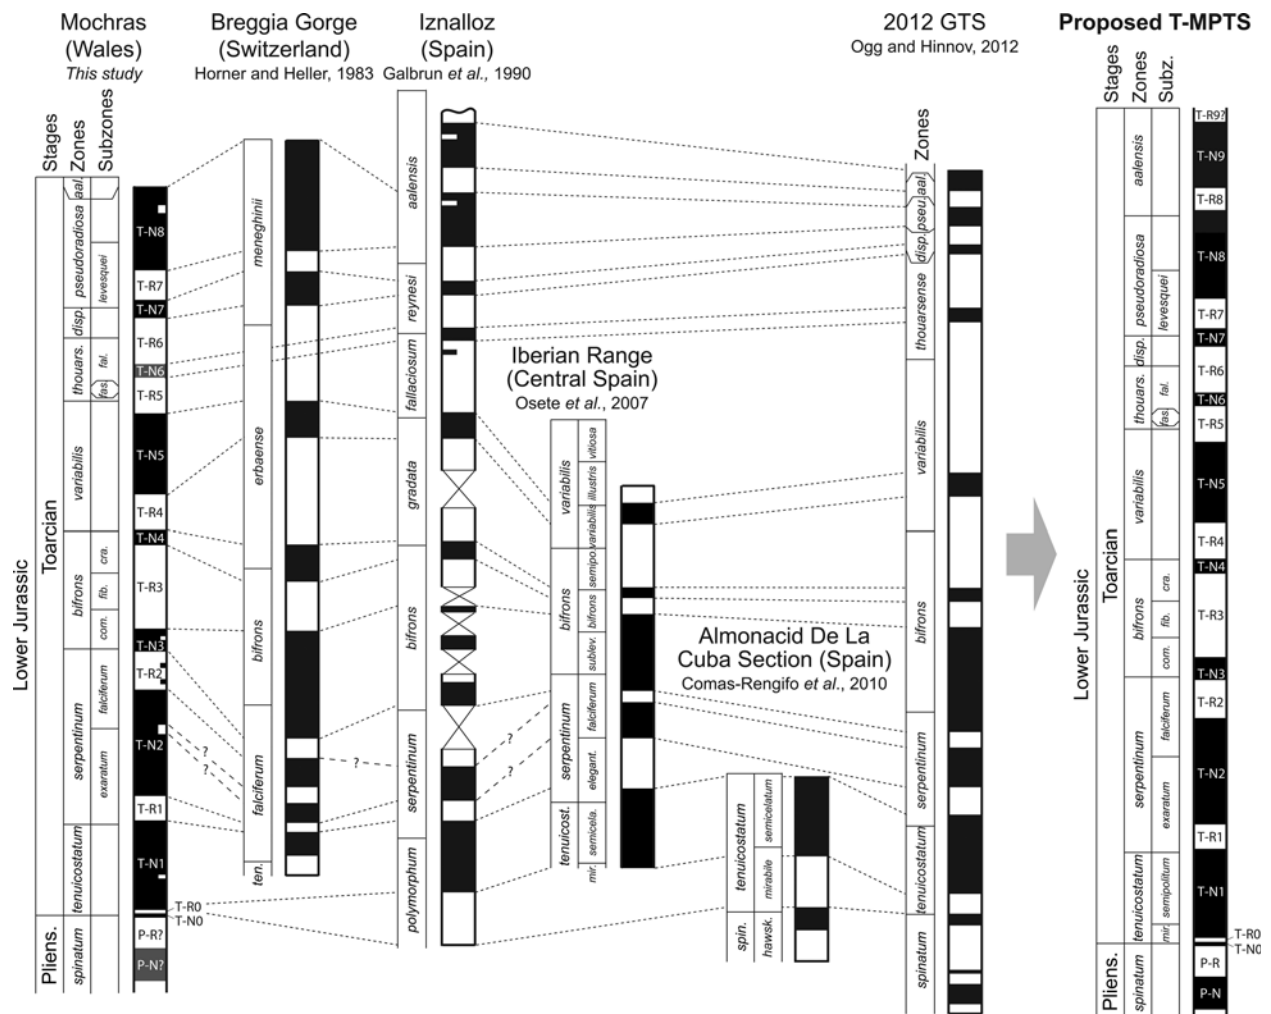 Mochras
(Wales)
This study
Breggia Gorge
(Switzerland)
Horner and Heller, 1983
Iznalloz
(Spain)
Galbrun et al., 1990
2012 GTS
Ogg and Hinnov, 2012
Proposed T-MPTS
Stages
Zones
Subzones
Lower Jurassic
Toarcian
Pliens.
aal.
pseudoradiosa
disp.
thouars.
variabilis
bifrons
serpentinum
tenuicostatum
spinatum
levesquei
fal.
fas.
cra.
fib.
com.
falciferum
exaratum
T-N8
T-R7
T-N7
T-R6
T-N6
T-R5
T-N5
T-R4
T-N4
T-R3
T-N3
T-R2
T-N2
T-R1
T-N1
T-R0
T-N0
P-R?
P-N?
?
?
meneghinii
erbaense
bifrons
falciferum
ten.
?
aalensis
reynesi
fallaciosum
gradata
bifrons
serpentinum
polymorphum
?
?
Iberian Range
(Central Spain)
Osete et al., 2007
variabilis
bifrons
serpentinum
tenuicost.
vitiosa
illustris
variabilis
semipo.
bifrons
sublev.
falciferum
elegant.
semicela.
mir.
Almonacid De La
Cuba Section (Spain)
Comas-Rengifo et al., 2010
tenuicostatum
spin.
semicelatum
mirabile
hawsk.
Zones
aal.
pseu.
disp.
thouarsense
variabilis
bifrons
serpentinum
tenuicostatum
spinatum
Stages
Zones
Subz.
Lower Jurassic
Toarcian
Pliens.
aalensis
pseudoradiosa
disp.
thouars.
variabilis
bifrons
serpentinum
tenuicostatum
spinatum
levesquei
fal.
fas.
cra.
fib.
com.
falciferum
exaratum
semipolitum
mir.
T-R9?
T-N9
T-R8
T-N8
T-R7
T-N7
T-R6
T-N6
T-R5
T-N5
T-R4
T-N4
T-R3
T-N3
T-R2
T-N2
T-R1
T-N1
T-R0
T-N0
P-R
P-N